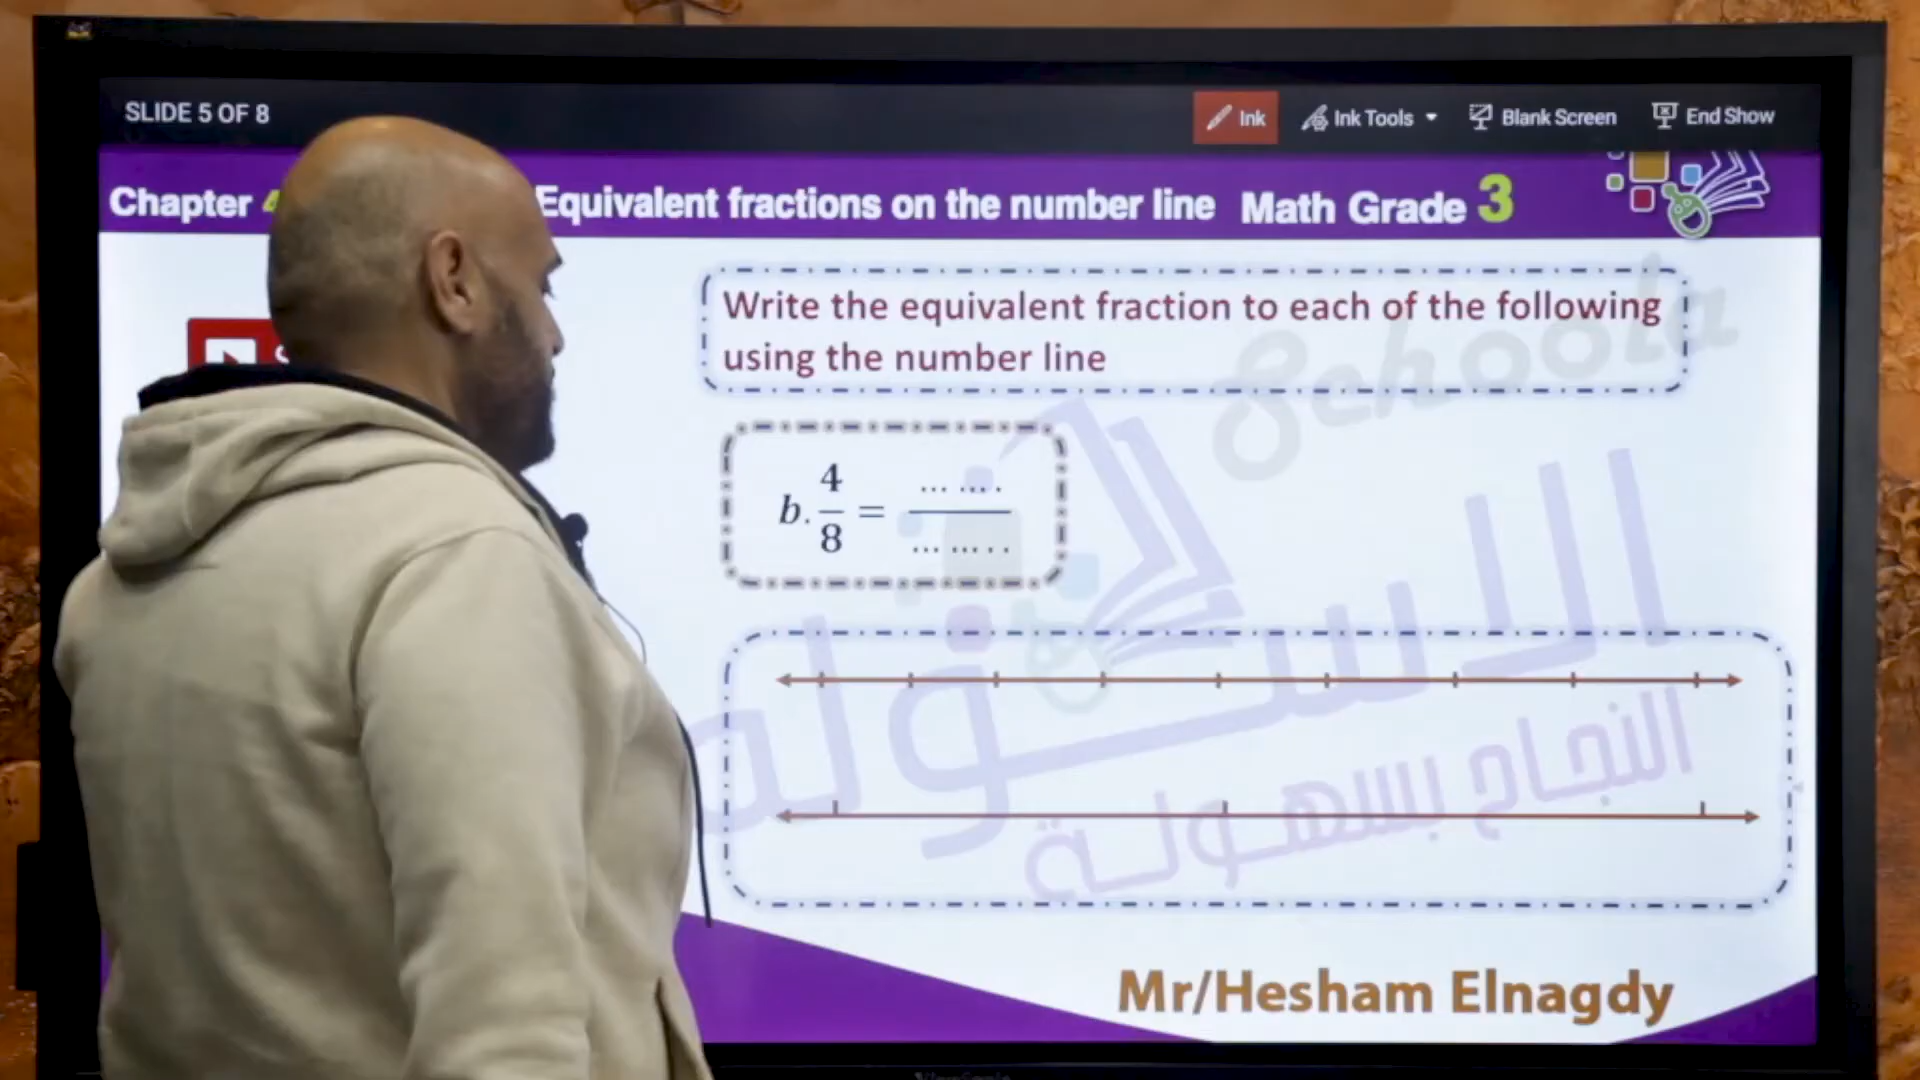 SLIDE 5 OF 8
Ink
Ink Tools
Blank Screen
End Show
Chapter
Equivalent fractions on the number line
Math Grade 3
Write the equivalent fraction to each of the following
using the number line
Schoola
b. 4/8 = ... ... . / ... ... . .
السهولة
النجاح بسهولة
Mr/Hesham Elnagdy